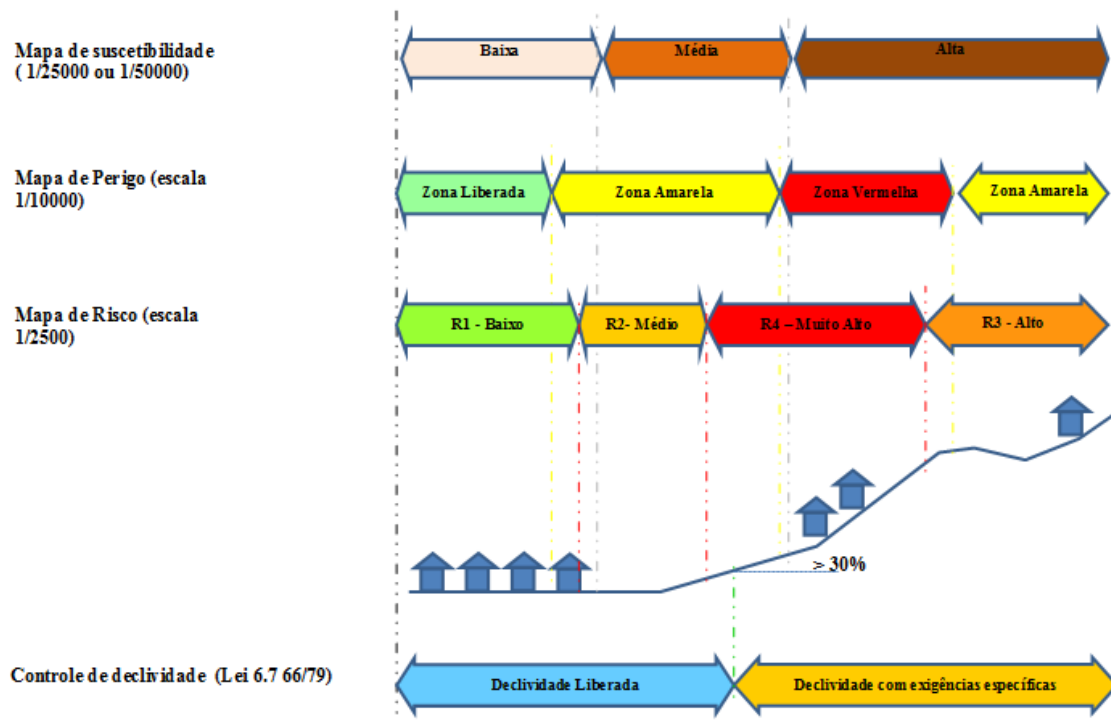 Mapa de suscetibilidade
( 1/25000 ou 1/50000)
Baixa
Média
Alta
Mapa de Perigo (escala
1/10000)
Zona Liberada
Zona Amarela
Zona Vermelha
Zona Amarela
Mapa de Risco (escala
1/2500)
R1 - Baixo
R2- Médio
R4 – Muito Alto
R3 - Alto
> 30%
Controle de declividade (Lei 6.7 66/79)
Declividade Liberada
Declividade com exigências específicas